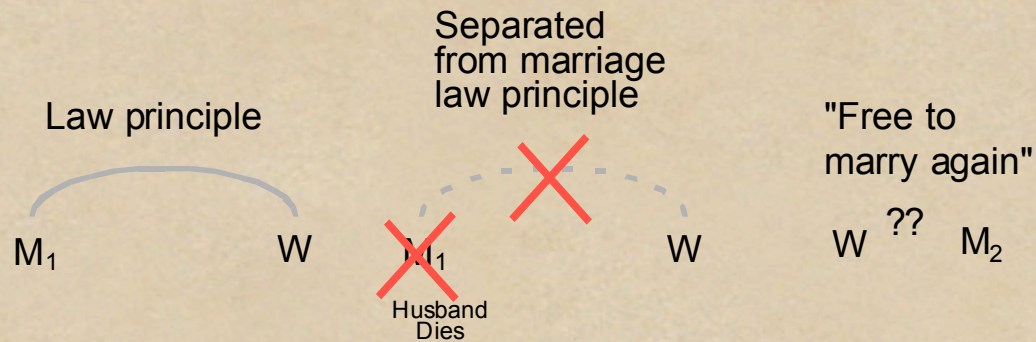 Law principle
M₁
W
Separated
from marriage
law principle
M₁
W
Husband
Dies
"Free to
marry again"
W
??
M₂